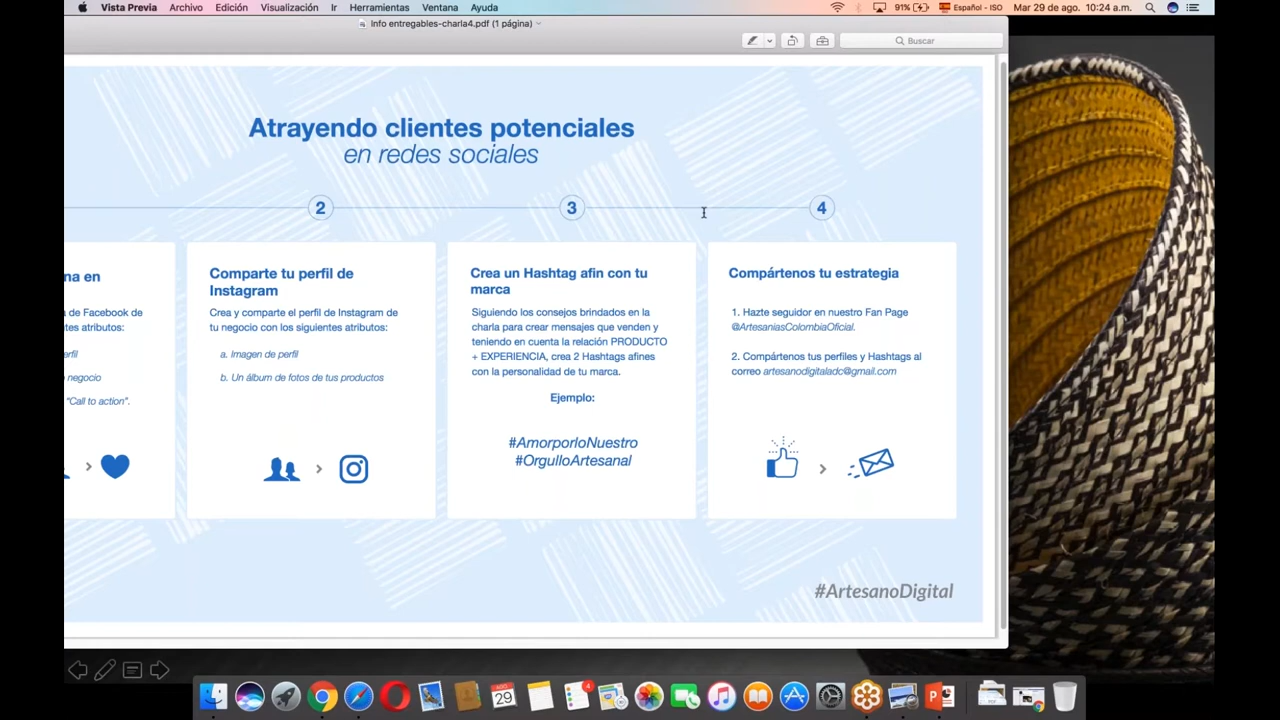 Vista Previa Archivo Edición Visualización Ir Herramientas Ventana Ayuda
91% Español - ISO Mar 29 de ago. 10:24 a.m.
Info entregables-charla4.pdf (1 página)
Buscar
Atrayendo clientes potenciales
en redes sociales
2
3
4
na en
a de Facebook de
ntes atributos:
erfil
negocio
"Call to action".
Comparte tu perfil de
Instagram
Crea y comparte el perfil de Instagram de
tu negocio con los siguientes atributos:
a. Imagen de perfil
b. Un álbum de fotos de tus productos
Crea un Hashtag afin con tu
marca
Siguiendo los consejos brindados en la
charla para crear mensajes que venden y
teniendo en cuenta la relación PRODUCTO
+ EXPERIENCIA, crea 2 Hashtags afines
con la personalidad de tu marca.
Ejemplo:
#AmorporloNuestro
#OrgulloArtesanal
Compártenos tu estrategia
1. Hazte seguidor en nuestro Fan Page
@ArtesaniasColombiaOficial.
2. Compártenos tus perfiles y Hashtags al
correo artesanodigitaladc@gmail.com
#ArtesanoDigital
AGO
29
4